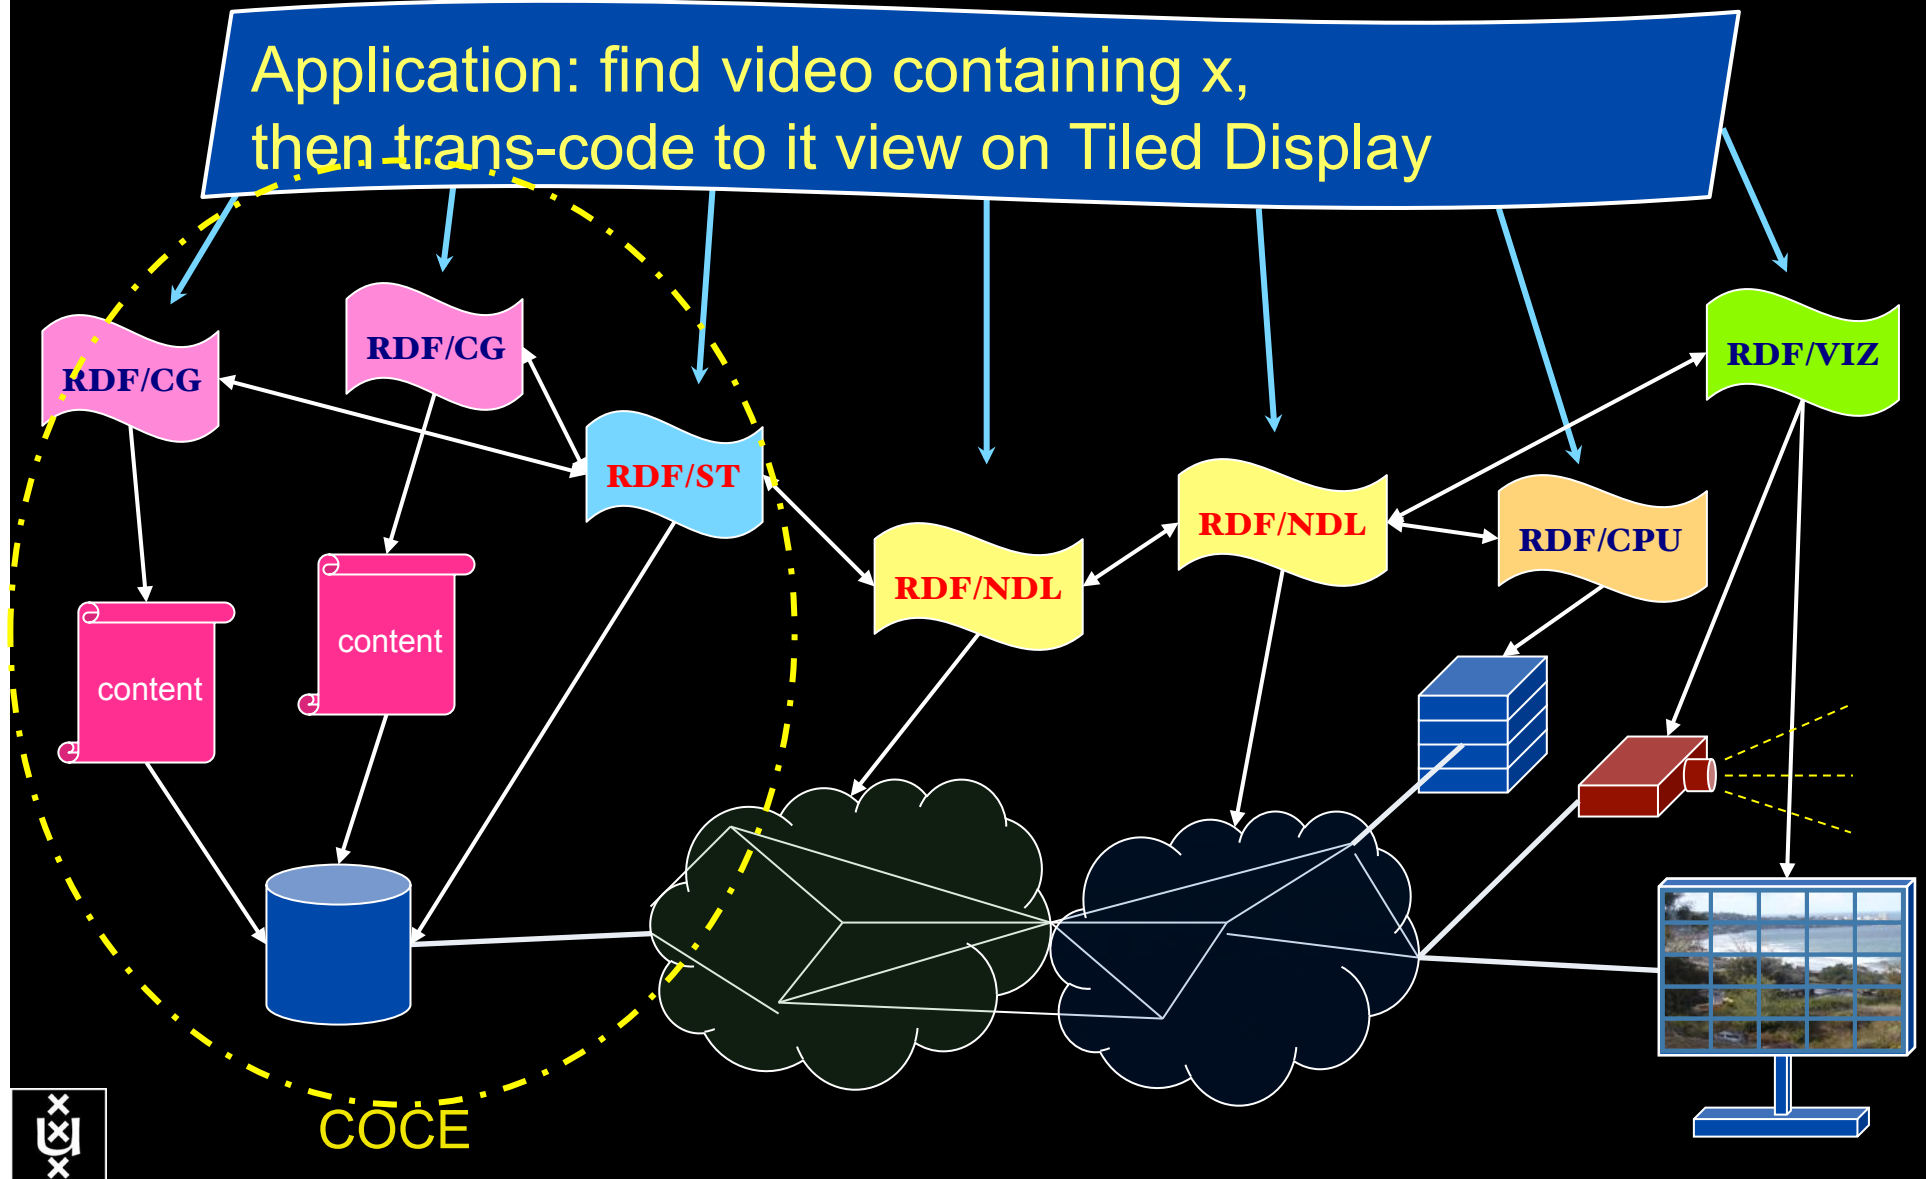 Application: find video containing x,
then trans-code to it view on Tiled Display
RDF/CG
RDF/CG
RDF/ST
RDF/NDL
RDF/NDL
RDF/CPU
RDF/VIZ
content
content
COCE